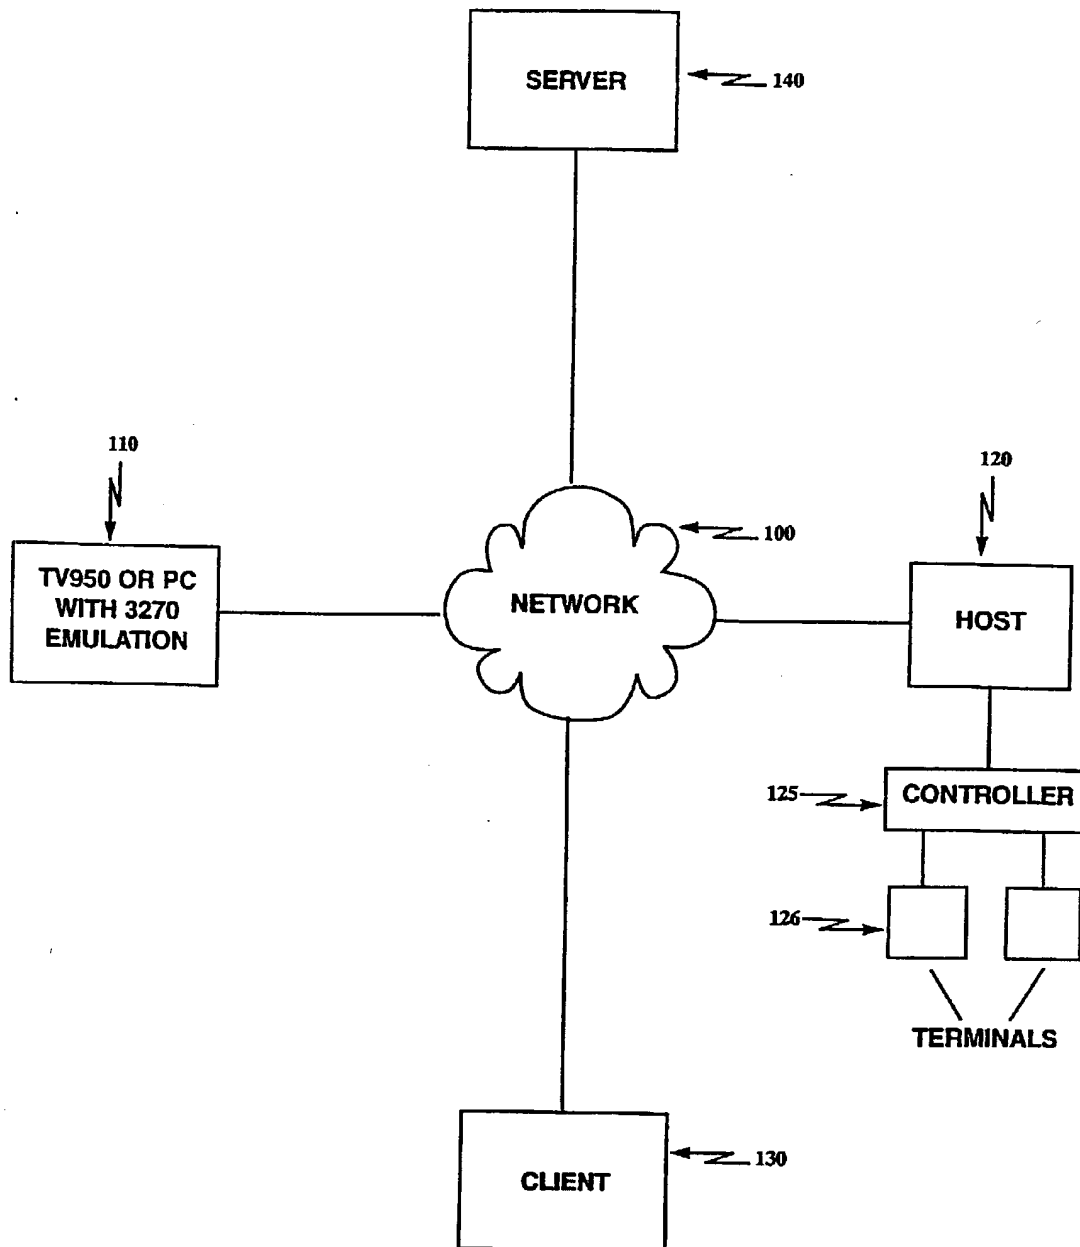 SERVER
140
110
120
100
TV950 OR PC
WITH 3270
EMULATION
NETWORK
HOST
125
CONTROLLER
126
TERMINALS
CLIENT
130